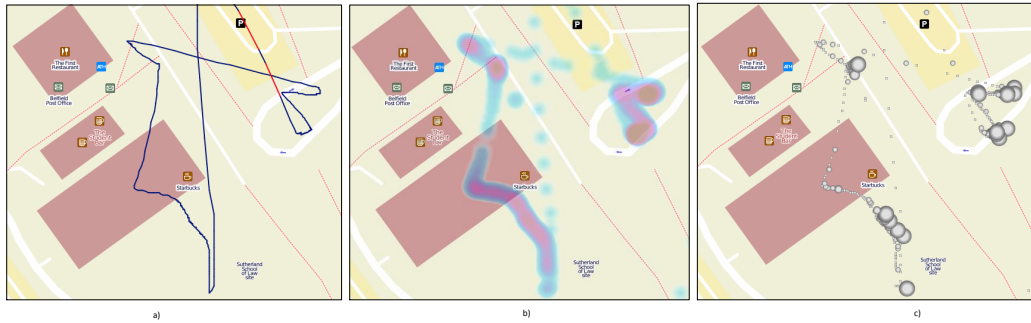 P
The First
Restaurant
ATM
Belfield
Post Office
The
Student
Bar
Starbucks
Sutherland
School
of Law
site
a)
P
The First
Restaurant
ATM
Belfield
Post Office
The
Student
Bar
Starbucks
Sutherland
School
of Law
site
b)
P
The First
Restaurant
ATM
Belfield
Post Office
The
Student
Bar
Starbucks
Sutherland
School
of Law
site
c)